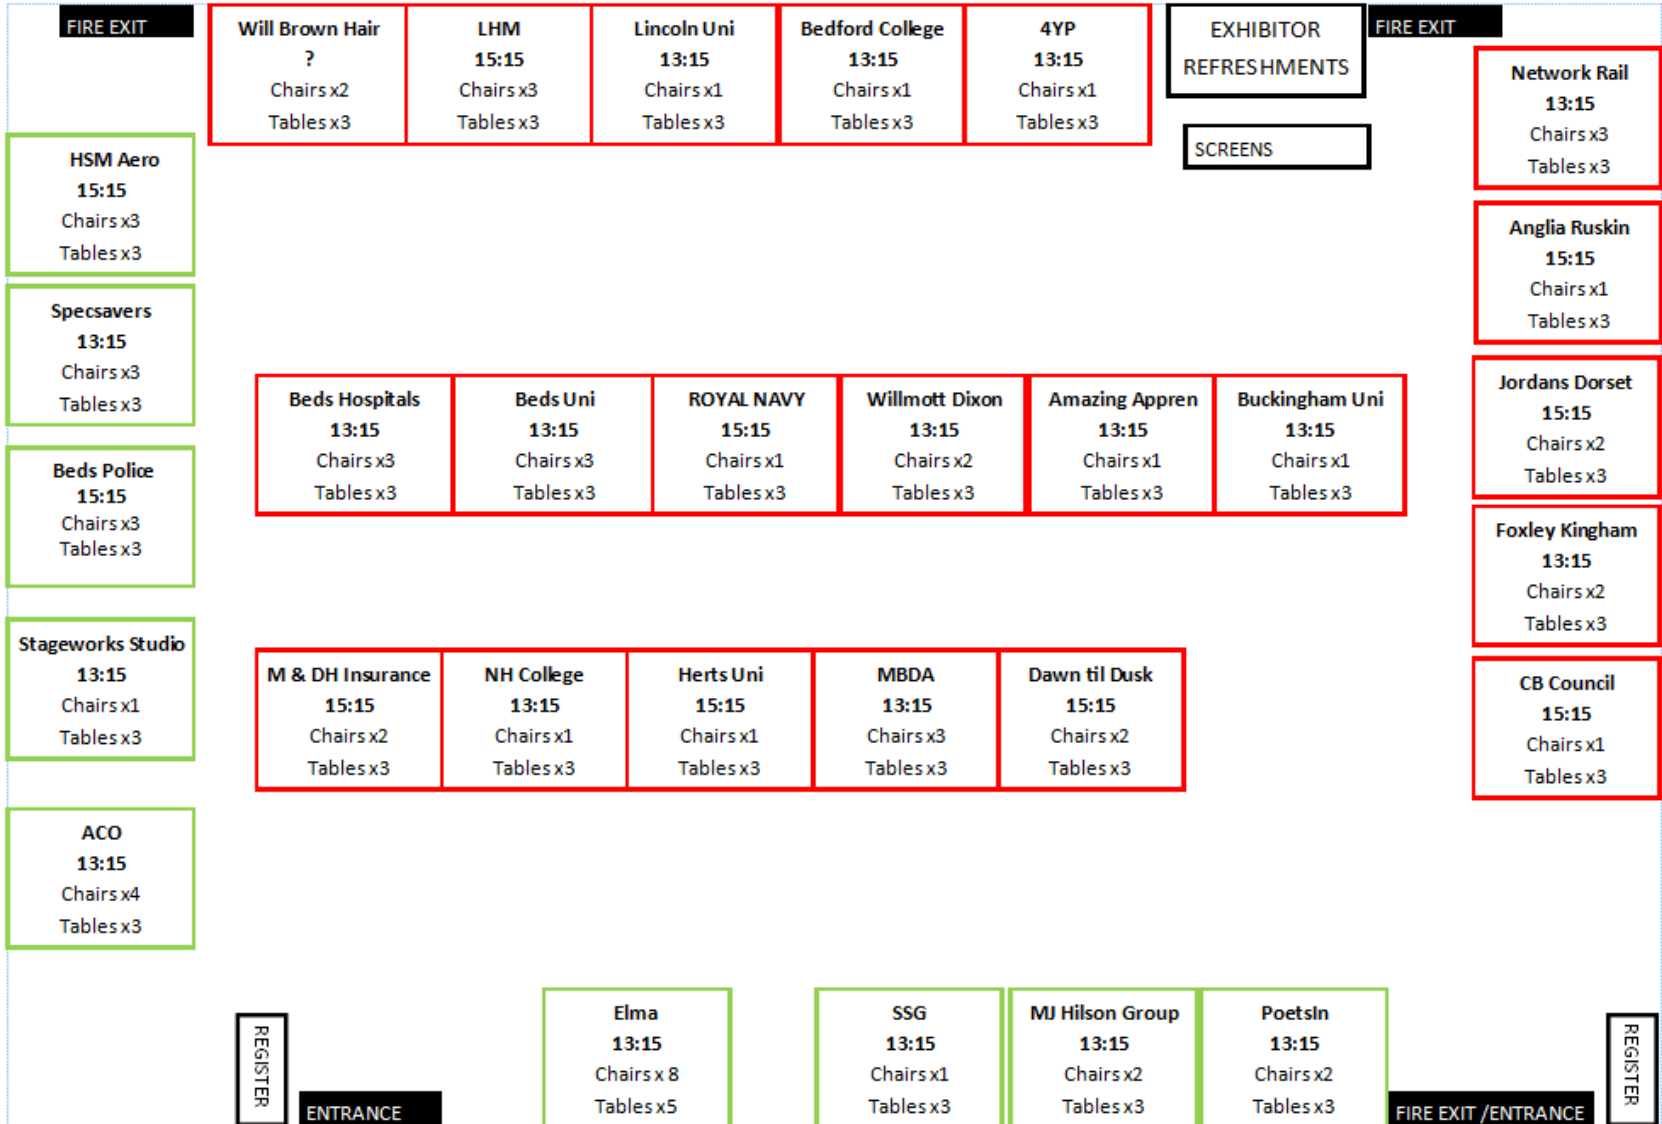 FIRE EXIT
Will Brown Hair
?
Chairs x2
Tables x3
LHM
15:15
Chairs x3
Tables x3
Lincoln Uni
13:15
Chairs x1
Tables x3
Bedford College
13:15
Chairs x1
Tables x3
4YP
13:15
Chairs x1
Tables x3
EXHIBITOR
REFRESHMENTS
FIRE EXIT
SCREENS
Network Rail
13:15
Chairs x3
Tables x3
HSM Aero
15:15
Chairs x3
Tables x3
Anglia Ruskin
15:15
Chairs x1
Tables x3
Specsavers
13:15
Chairs x3
Tables x3
Beds Hospitals
13:15
Chairs x3
Tables x3
Beds Uni
13:15
Chairs x3
Tables x3
ROYAL NAVY
15:15
Chairs x1
Tables x3
Willmott Dixon
13:15
Chairs x2
Tables x3
Amazing Appren
13:15
Chairs x1
Tables x3
Buckingham Uni
13:15
Chairs x1
Tables x3
Jordans Dorset
15:15
Chairs x2
Tables x3
Beds Police
15:15
Chairs x3
Tables x3
Foxley Kingham
13:15
Chairs x2
Tables x3
Stageworks Studio
13:15
Chairs x1
Tables x3
M & DH Insurance
15:15
Chairs x2
Tables x3
NH College
13:15
Chairs x1
Tables x3
Herts Uni
15:15
Chairs x1
Tables x3
MBDA
13:15
Chairs x3
Tables x3
Dawn til Dusk
15:15
Chairs x2
Tables x3
CB Council
15:15
Chairs x1
Tables x3
ACO
13:15
Chairs x4
Tables x3
REGISTER
ENTRANCE
Elma
13:15
Chairs x 8
Tables x5
SSG
13:15
Chairs x1
Tables x3
MJ Hilson Group
13:15
Chairs x2
Tables x3
PoetsIn
13:15
Chairs x2
Tables x3
FIRE EXIT /ENTRANCE
REGISTER